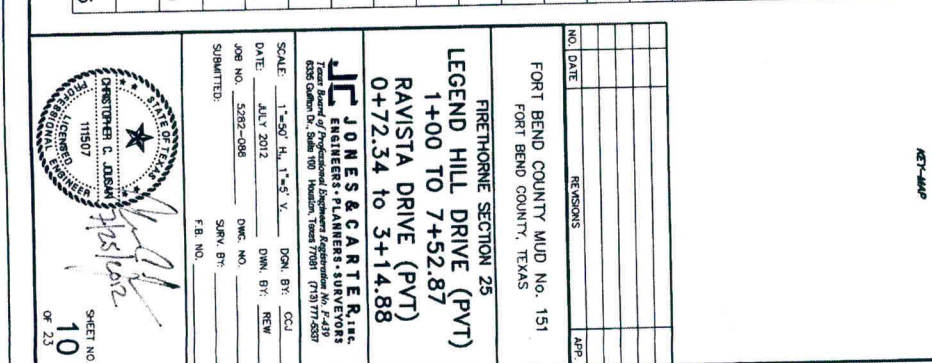 KEY-MAP
NO. DATE REVISIONS APP.
FORT BEND COUNTY MUD No. 151
FORT BEND COUNTY, TEXAS
FIRETHORNE SECTION 25
LEGEND HILL DRIVE (PVT)
1+00 TO 7+52.87
RAVISTA DRIVE (PVT)
0+72.34 to 3+14.88
JC JONES & CARTER, INC.
ENGINEERS·PLANNERS·SURVEYORS
Texas Board of Professional Engineers Registration No. F-439
6335 Gulfton Dr., Suite 100 Houston, Texas 77081 (713) 777-5337
SCALE: 1"=50' H., 1"=5' V. DGN. BY: CCJ
DATE: JULY 2012 DWN. BY: REW
JOB NO. 5282-088 DWG. NO.
SUBMITTED: SURV. BY:
F.B. NO.
STATE OF TEXAS
CHRISTOPHER C. JOUSAN
111507
LICENSED
PROFESSIONAL ENGINEER
7/25/2012
SHEET NO
10
OF 23